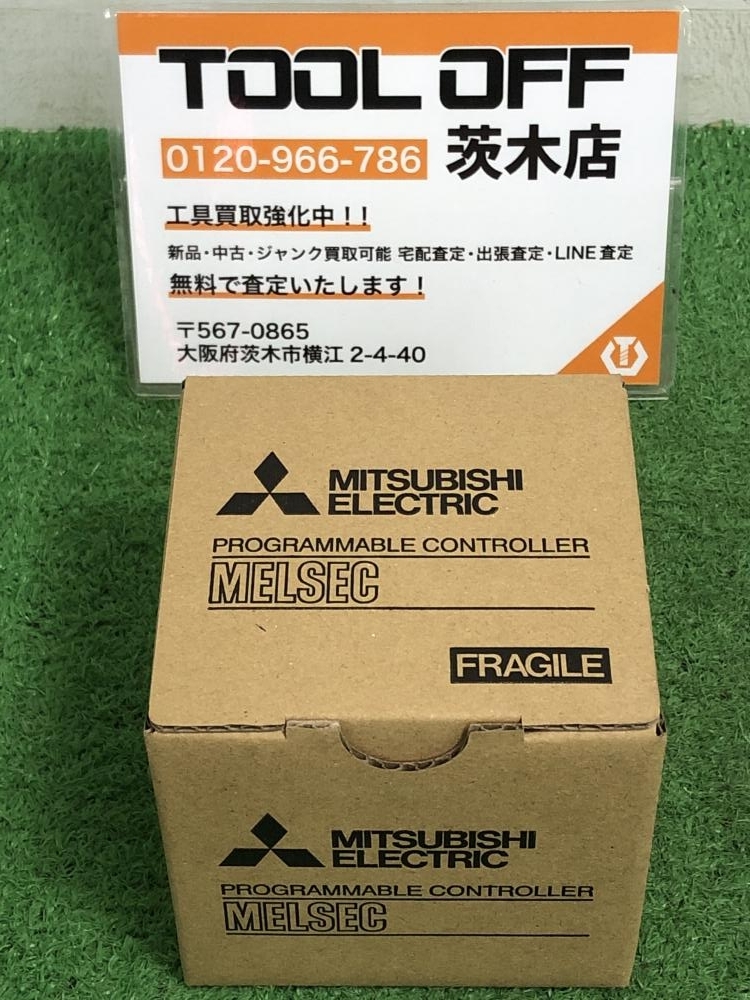 TOOL OFF
0120-966-786 茨木店
工具買取強化中！！
新品・中古・ジャンク買取可能 宅配査定・出張査定・LINE査定
無料で査定いたします！
〒567-0865
大阪府茨木市横江 2-4-40
MITSUBISHI
ELECTRIC
PROGRAMMABLE CONTROLLER
MELSEC
FRAGILE
MITSUBISHI
ELECTRIC
PROGRAMMABLE CONTROLLER
MELSEC